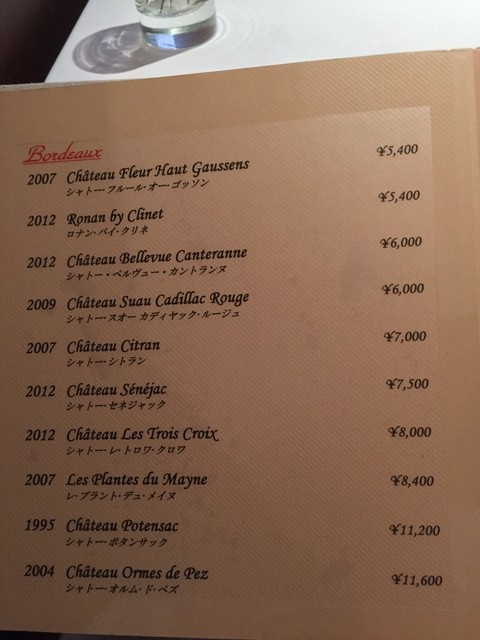 Bordeaux
2007 Château Fleur Haut Gaussens ¥5,400
シャトー・フルール・オー・ゴッソン
2012 Ronan by Clinet ¥5,400
ロナン・バイ・クリネ
2012 Château Bellevue Canteranne ¥6,000
シャトー・ベルヴュー・カントランヌ
2009 Château Suau Cadillac Rouge ¥6,000
シャトー・スオー カディヤック・ルージュ
2007 Château Citran ¥7,000
シャトー・シトラン
2012 Château Sénéjac ¥7,500
シャトー・セネジャック
2012 Château Les Trois Croix ¥8,000
シャトー・レ・トロワ・クロワ
2007 Les Plantes du Mayne ¥8,400
レ・プラント・デュ・メイヌ
1995 Château Potensac ¥11,200
シャトー・ポタンサック
2004 Château Ormes de Pez ¥11,600
シャトー・オルム・ド・ペズ